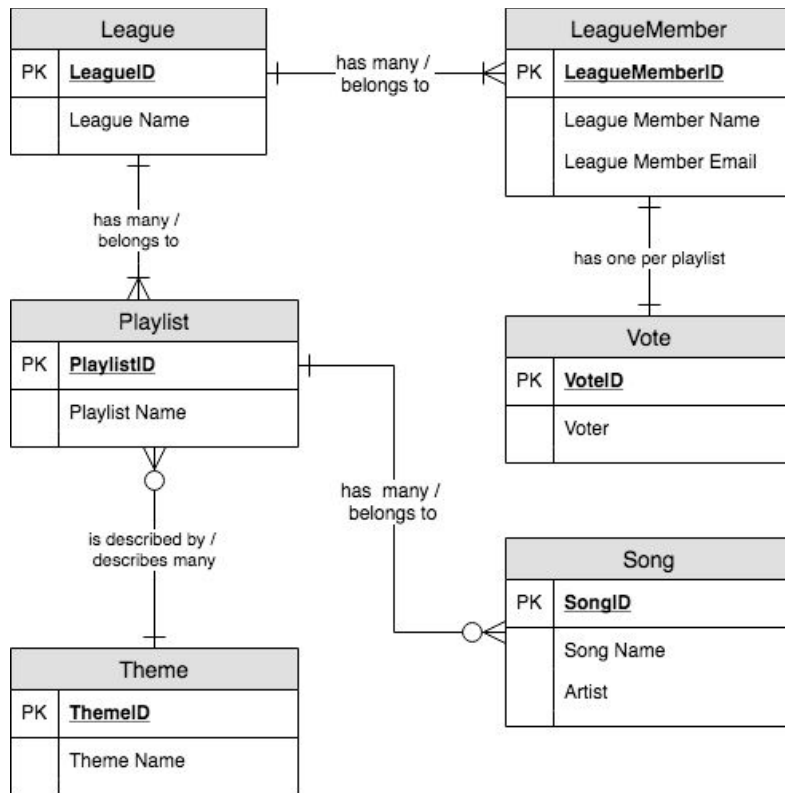 League
PK LeagueID
League Name
has many /
belongs to
LeagueMember
PK LeagueMemberID
League Member Name
League Member Email
has many /
belongs to
has one per playlist
Playlist
PK PlaylistID
Playlist Name
Vote
PK VoteID
Voter
has many /
belongs to
is described by /
describes many
Song
PK SongID
Song Name
Artist
Theme
PK ThemeID
Theme Name